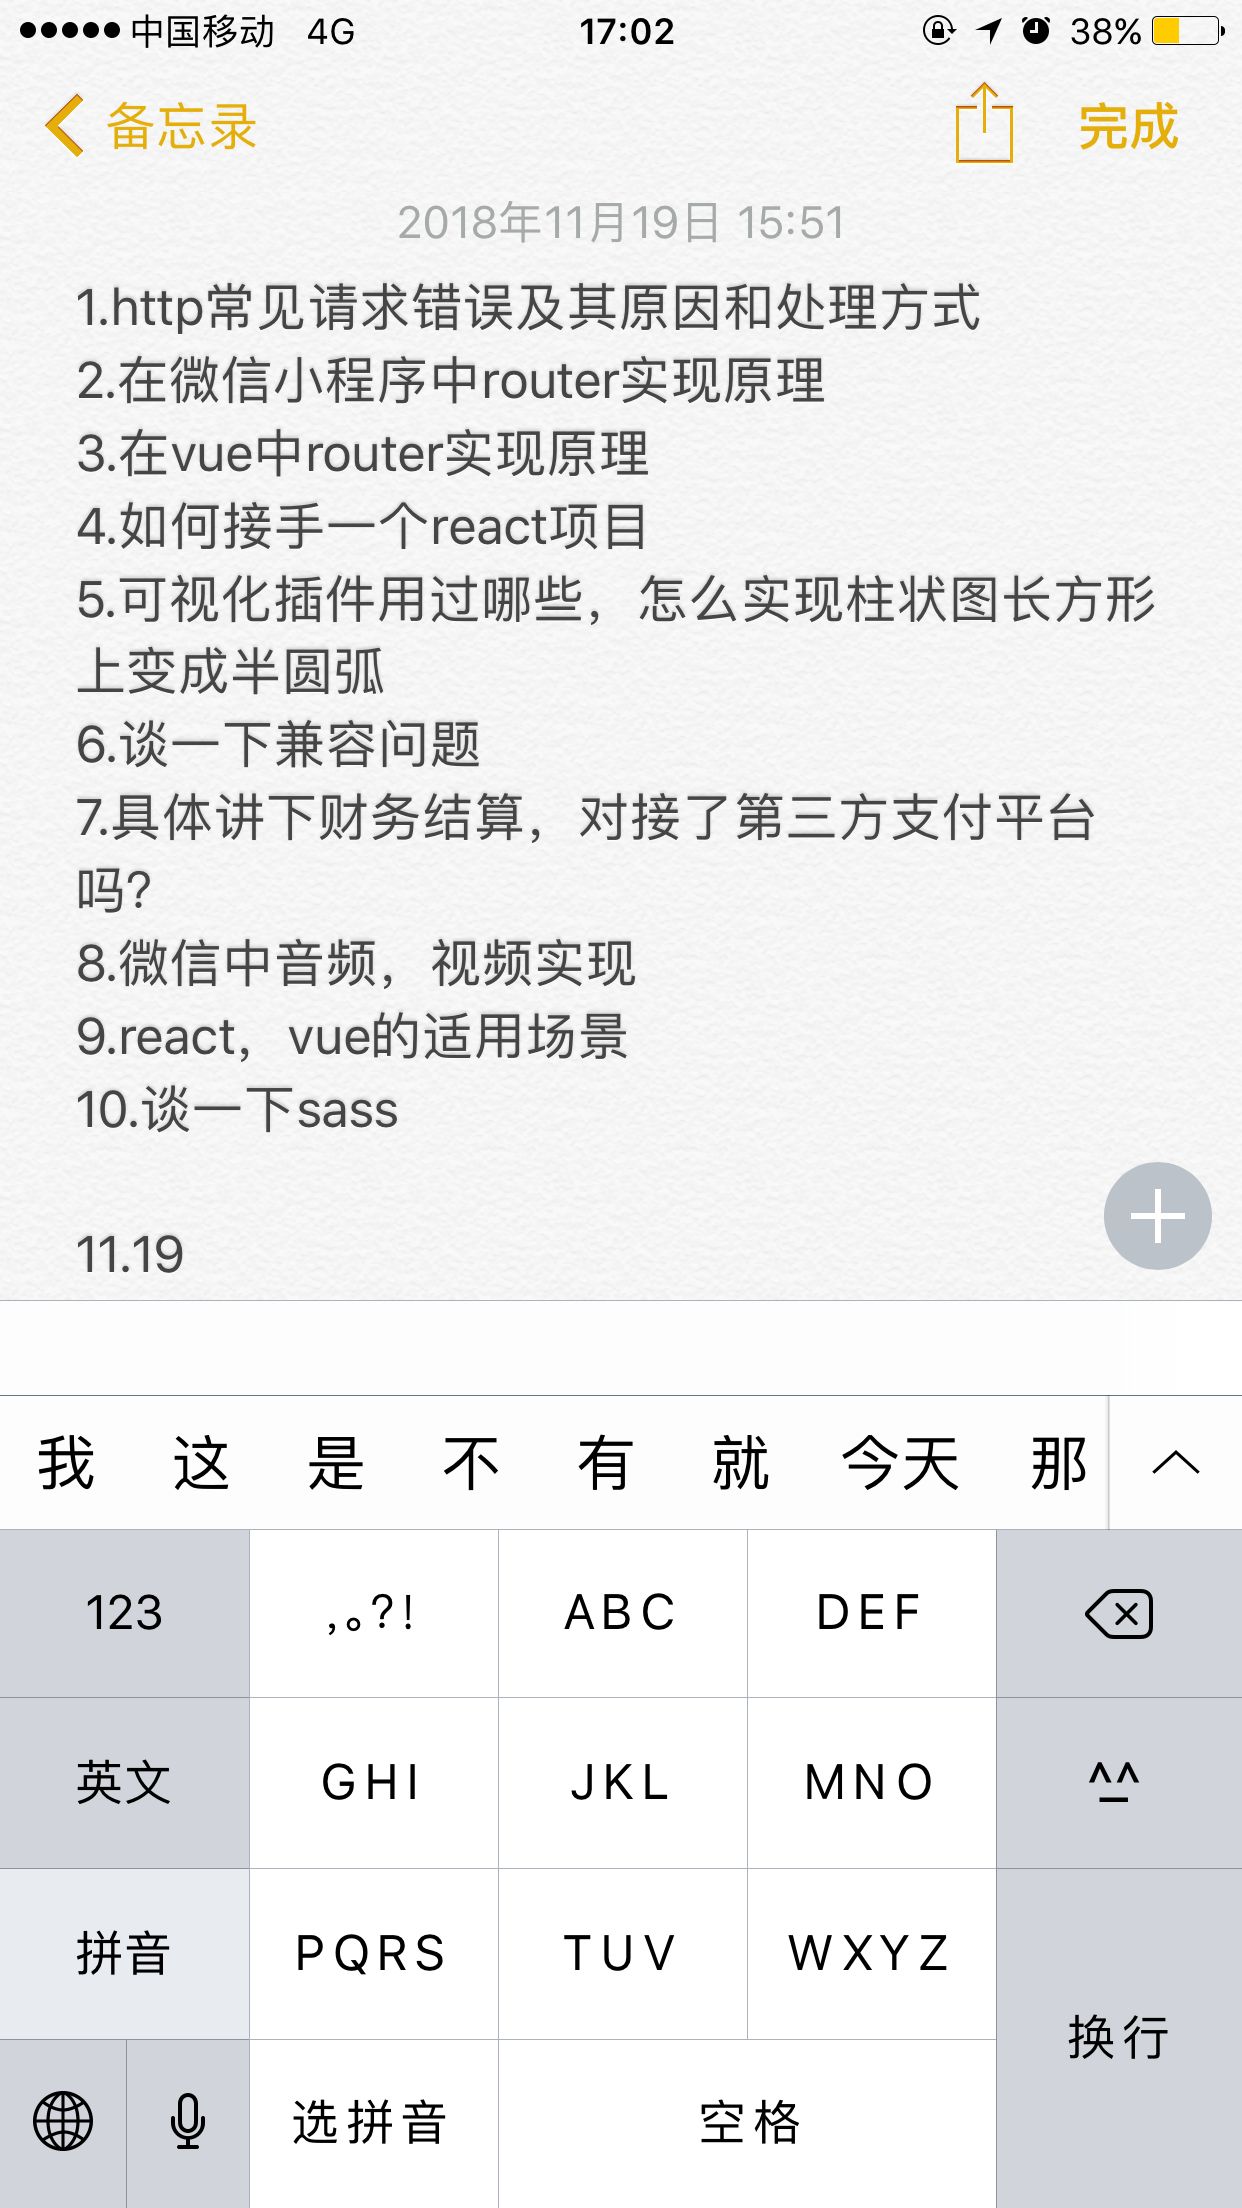 中国移动 4G 17:02 38%
备忘录 完成
2018年11月19日 15:51
1.http常见请求错误及其原因和处理方式
2.在微信小程序中router实现原理
3.在vue中router实现原理
4.如何接手一个react项目
5.可视化插件用过哪些，怎么实现柱状图长方形
上变成半圆弧
6.谈一下兼容问题
7.具体讲下财务结算，对接了第三方支付平台
吗?
8.微信中音频，视频实现
9.react，vue的适用场景
10.谈一下sass
11.19
我 这 是 不 有 就 今天 那
123 ,。?! ABC DEF
英文 GHI JKL MNO ^^
拼音 PQRS TUV WXYZ
换行
选拼音 空格